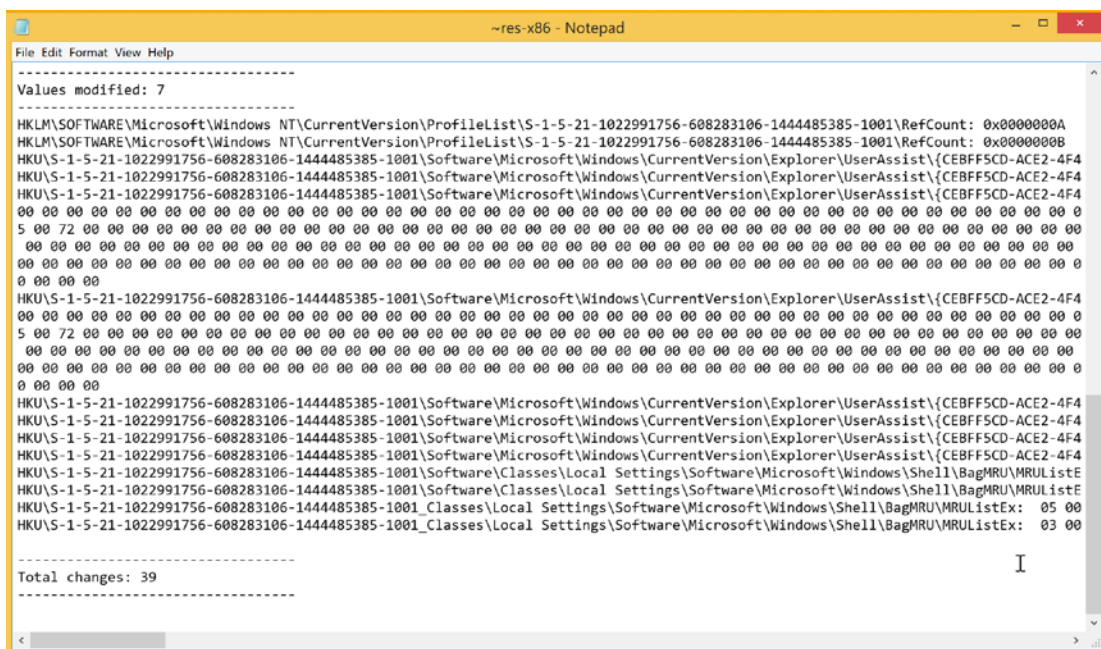 ~res-x86 - Notepad
File Edit Format View Help
----------------------------------
Values modified: 7
----------------------------------
HKLM\SOFTWARE\Microsoft\Windows NT\CurrentVersion\ProfileList\S-1-5-21-1022991756-608283106-1444485385-1001\RefCount: 0x0000000A
HKLM\SOFTWARE\Microsoft\Windows NT\CurrentVersion\ProfileList\S-1-5-21-1022991756-608283106-1444485385-1001\RefCount: 0x0000000B
HKU\S-1-5-21-1022991756-608283106-1444485385-1001\Software\Microsoft\Windows\CurrentVersion\Explorer\UserAssist\{CEBFF5CD-ACE2-4F4
HKU\S-1-5-21-1022991756-608283106-1444485385-1001\Software\Microsoft\Windows\CurrentVersion\Explorer\UserAssist\{CEBFF5CD-ACE2-4F4
HKU\S-1-5-21-1022991756-608283106-1444485385-1001\Software\Microsoft\Windows\CurrentVersion\Explorer\UserAssist\{CEBFF5CD-ACE2-4F4
00 00 00 00 00 00 00 00 00 00 00 00 00 00 00 00 00 00 00 00 00 00 00 00 00 00 00 00 00 00 00 00 00 00 00 00 00 00 00 00 00 00 00 0
5 00 72 00 00 00 00 00 00 00 00 00 00 00 00 00 00 00 00 00 00 00 00 00 00 00 00 00 00 00 00 00 00 00 00 00 00 00 00 00 00 00 00 00
00 00 00 00 00 00 00 00 00 00 00 00 00 00 00 00 00 00 00 00 00 00 00 00 00 00 00 00 00 00 00 00 00 00 00 00 00 00 00 00 00 00 00
00 00 00 00 00 00 00 00 00 00 00 00 00 00 00 00 00 00 00 00 00 00 00 00 00 00 00 00 00 00 00 00 00 00 00 00 00 00 00 00 00 00 00 0
0 00 00 00
HKU\S-1-5-21-1022991756-608283106-1444485385-1001\Software\Microsoft\Windows\CurrentVersion\Explorer\UserAssist\{CEBFF5CD-ACE2-4F4
00 00 00 00 00 00 00 00 00 00 00 00 00 00 00 00 00 00 00 00 00 00 00 00 00 00 00 00 00 00 00 00 00 00 00 00 00 00 00 00 00 00 00 0
5 00 72 00 00 00 00 00 00 00 00 00 00 00 00 00 00 00 00 00 00 00 00 00 00 00 00 00 00 00 00 00 00 00 00 00 00 00 00 00 00 00 00 00
00 00 00 00 00 00 00 00 00 00 00 00 00 00 00 00 00 00 00 00 00 00 00 00 00 00 00 00 00 00 00 00 00 00 00 00 00 00 00 00 00 00 00
00 00 00 00 00 00 00 00 00 00 00 00 00 00 00 00 00 00 00 00 00 00 00 00 00 00 00 00 00 00 00 00 00 00 00 00 00 00 00 00 00 00 00 0
0 00 00 00
HKU\S-1-5-21-1022991756-608283106-1444485385-1001\Software\Microsoft\Windows\CurrentVersion\Explorer\UserAssist\{CEBFF5CD-ACE2-4F4
HKU\S-1-5-21-1022991756-608283106-1444485385-1001\Software\Microsoft\Windows\CurrentVersion\Explorer\UserAssist\{CEBFF5CD-ACE2-4F4
HKU\S-1-5-21-1022991756-608283106-1444485385-1001\Software\Microsoft\Windows\CurrentVersion\Explorer\UserAssist\{CEBFF5CD-ACE2-4F4
HKU\S-1-5-21-1022991756-608283106-1444485385-1001\Software\Microsoft\Windows\CurrentVersion\Explorer\UserAssist\{CEBFF5CD-ACE2-4F4
HKU\S-1-5-21-1022991756-608283106-1444485385-1001\Software\Classes\Local Settings\Software\Microsoft\Windows\Shell\BagMRU\MRUListE
HKU\S-1-5-21-1022991756-608283106-1444485385-1001\Software\Classes\Local Settings\Software\Microsoft\Windows\Shell\BagMRU\MRUListE
HKU\S-1-5-21-1022991756-608283106-1444485385-1001_Classes\Local Settings\Software\Microsoft\Windows\Shell\BagMRU\MRUListEx:  05 00
HKU\S-1-5-21-1022991756-608283106-1444485385-1001_Classes\Local Settings\Software\Microsoft\Windows\Shell\BagMRU\MRUListEx:  03 00
----------------------------------
Total changes: 39
----------------------------------